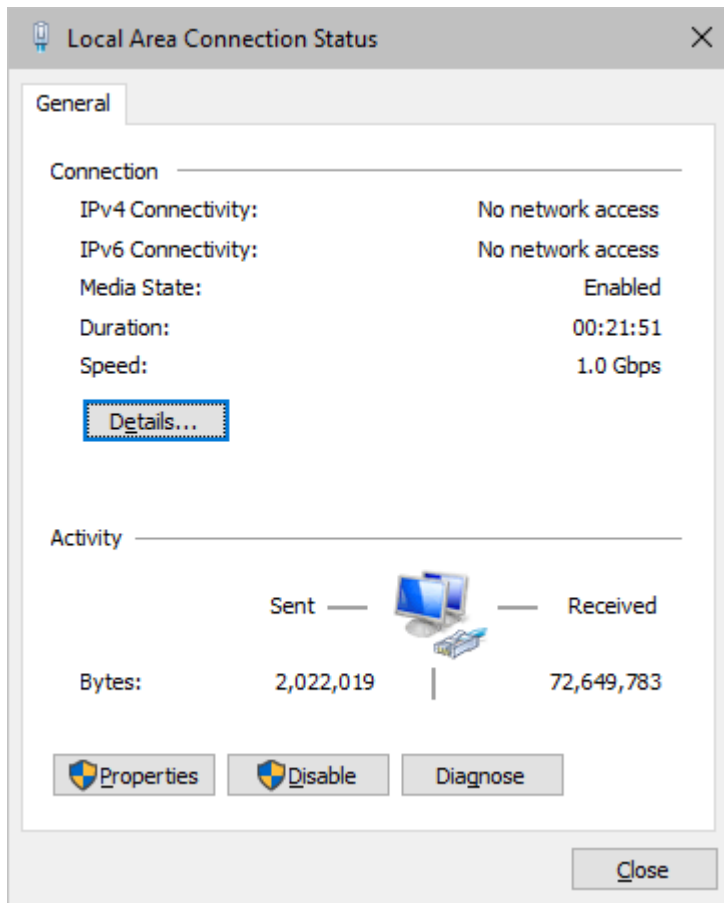 Local Area Connection Status
General
Connection
IPv4 Connectivity: No network access
IPv6 Connectivity: No network access
Media State: Enabled
Duration: 00:21:51
Speed: 1.0 Gbps
Details...
Activity
Sent Received
Bytes: 2,022,019 72,649,783
Properties Disable Diagnose
Close